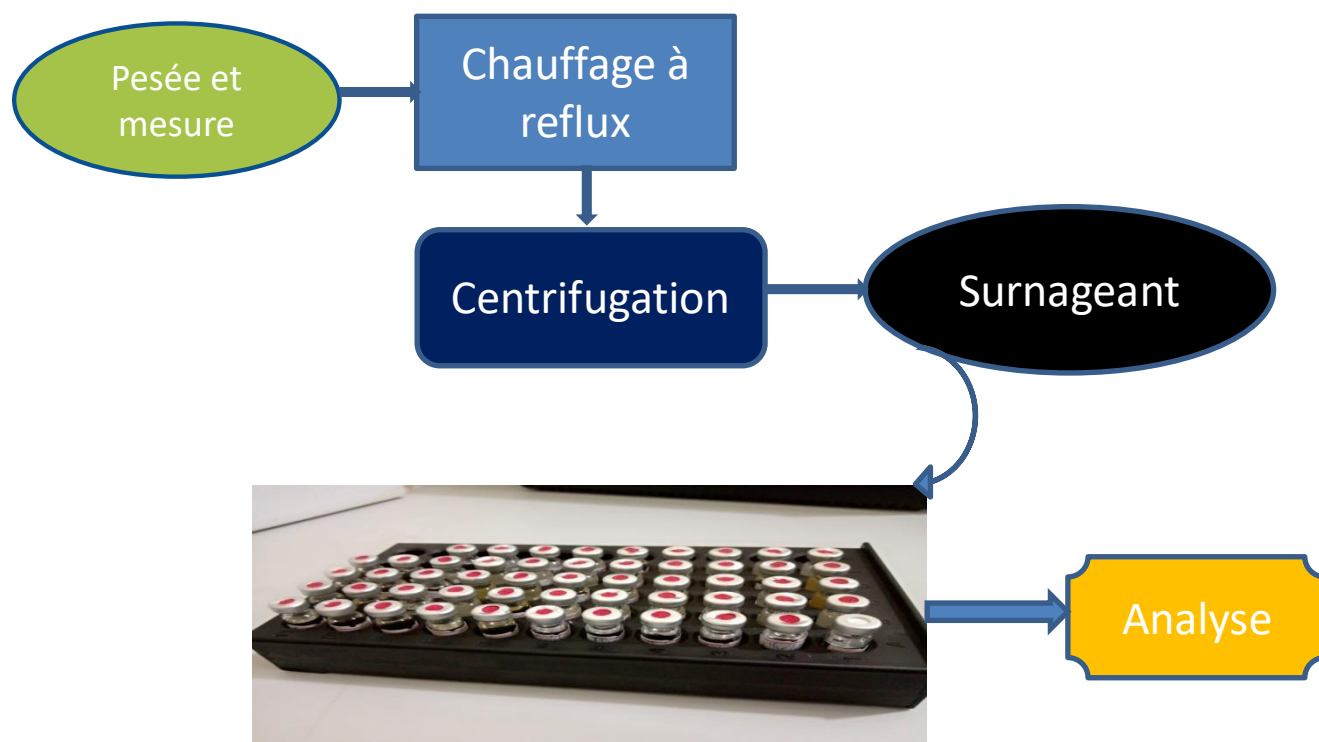 Pesée et
mesure
Chauffage à
reflux
Centrifugation
Surnageant
Analyse